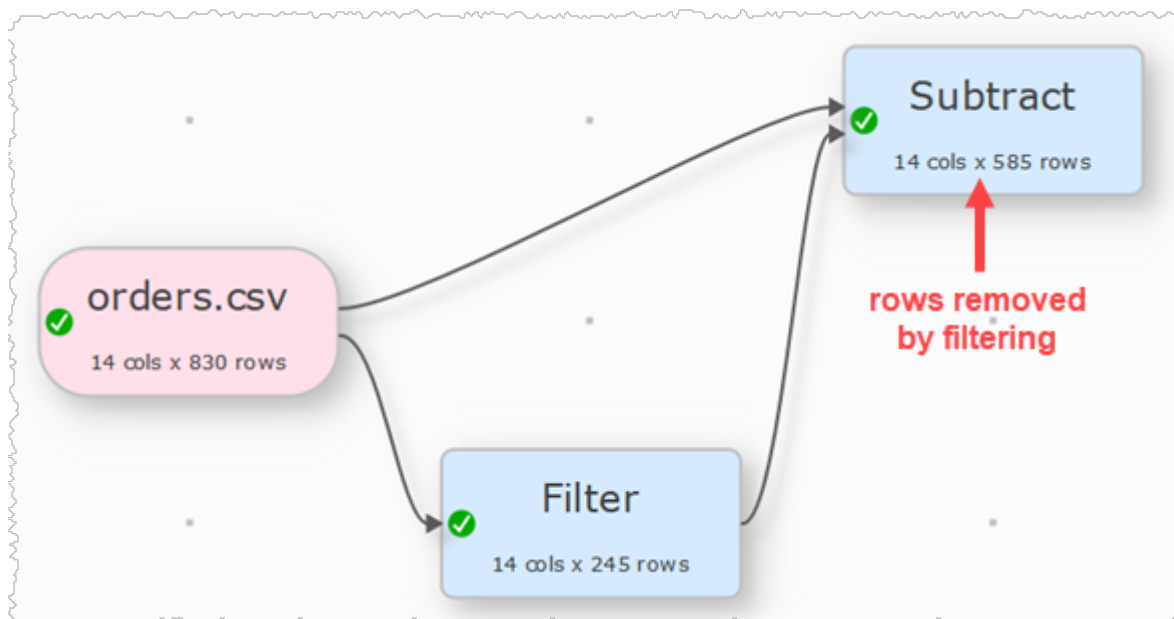 Subtract
14 cols x 585 rows
orders.csv
14 cols x 830 rows
rows removed
by filtering
Filter
14 cols x 245 rows